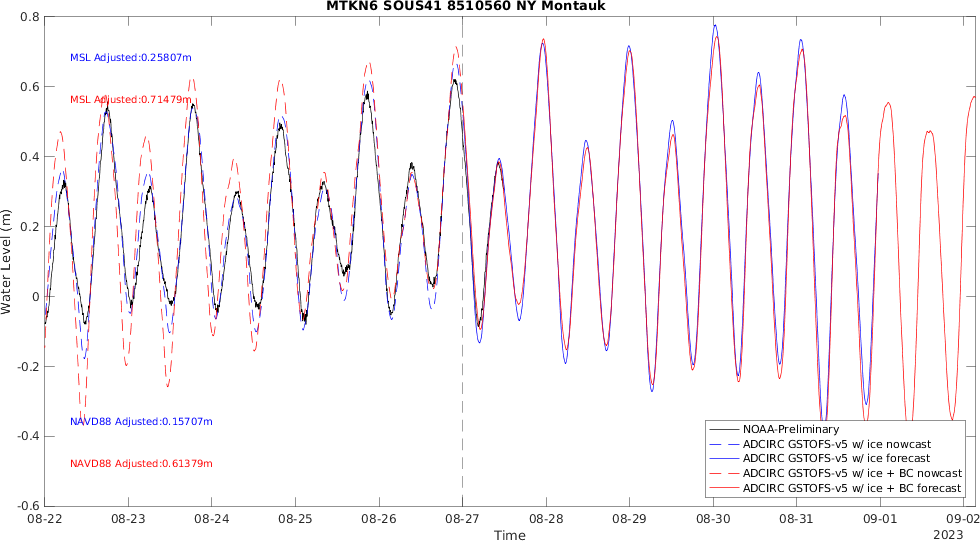 MTKN6 SOUS41 8510560 NY Montauk
0.8
MSL Adjusted:0.25807m
0.6
MSL Adjusted:0.71479m
0.4
0.2
Water Level (m)
0
-0.2
NAVD88 Adjusted:0.15707m
-0.4
NAVD88 Adjusted:0.61379m
-0.6
NOAA-Preliminary
ADCIRC GSTOFS-v5 w/ ice nowcast
ADCIRC GSTOFS-v5 w/ ice forecast
ADCIRC GSTOFS-v5 w/ ice + BC nowcast
ADCIRC GSTOFS-v5 w/ ice + BC forecast
08-22 08-23 08-24 08-25 08-26 08-27 08-28 08-29 08-30 08-31 09-01 09-02
Time
2023